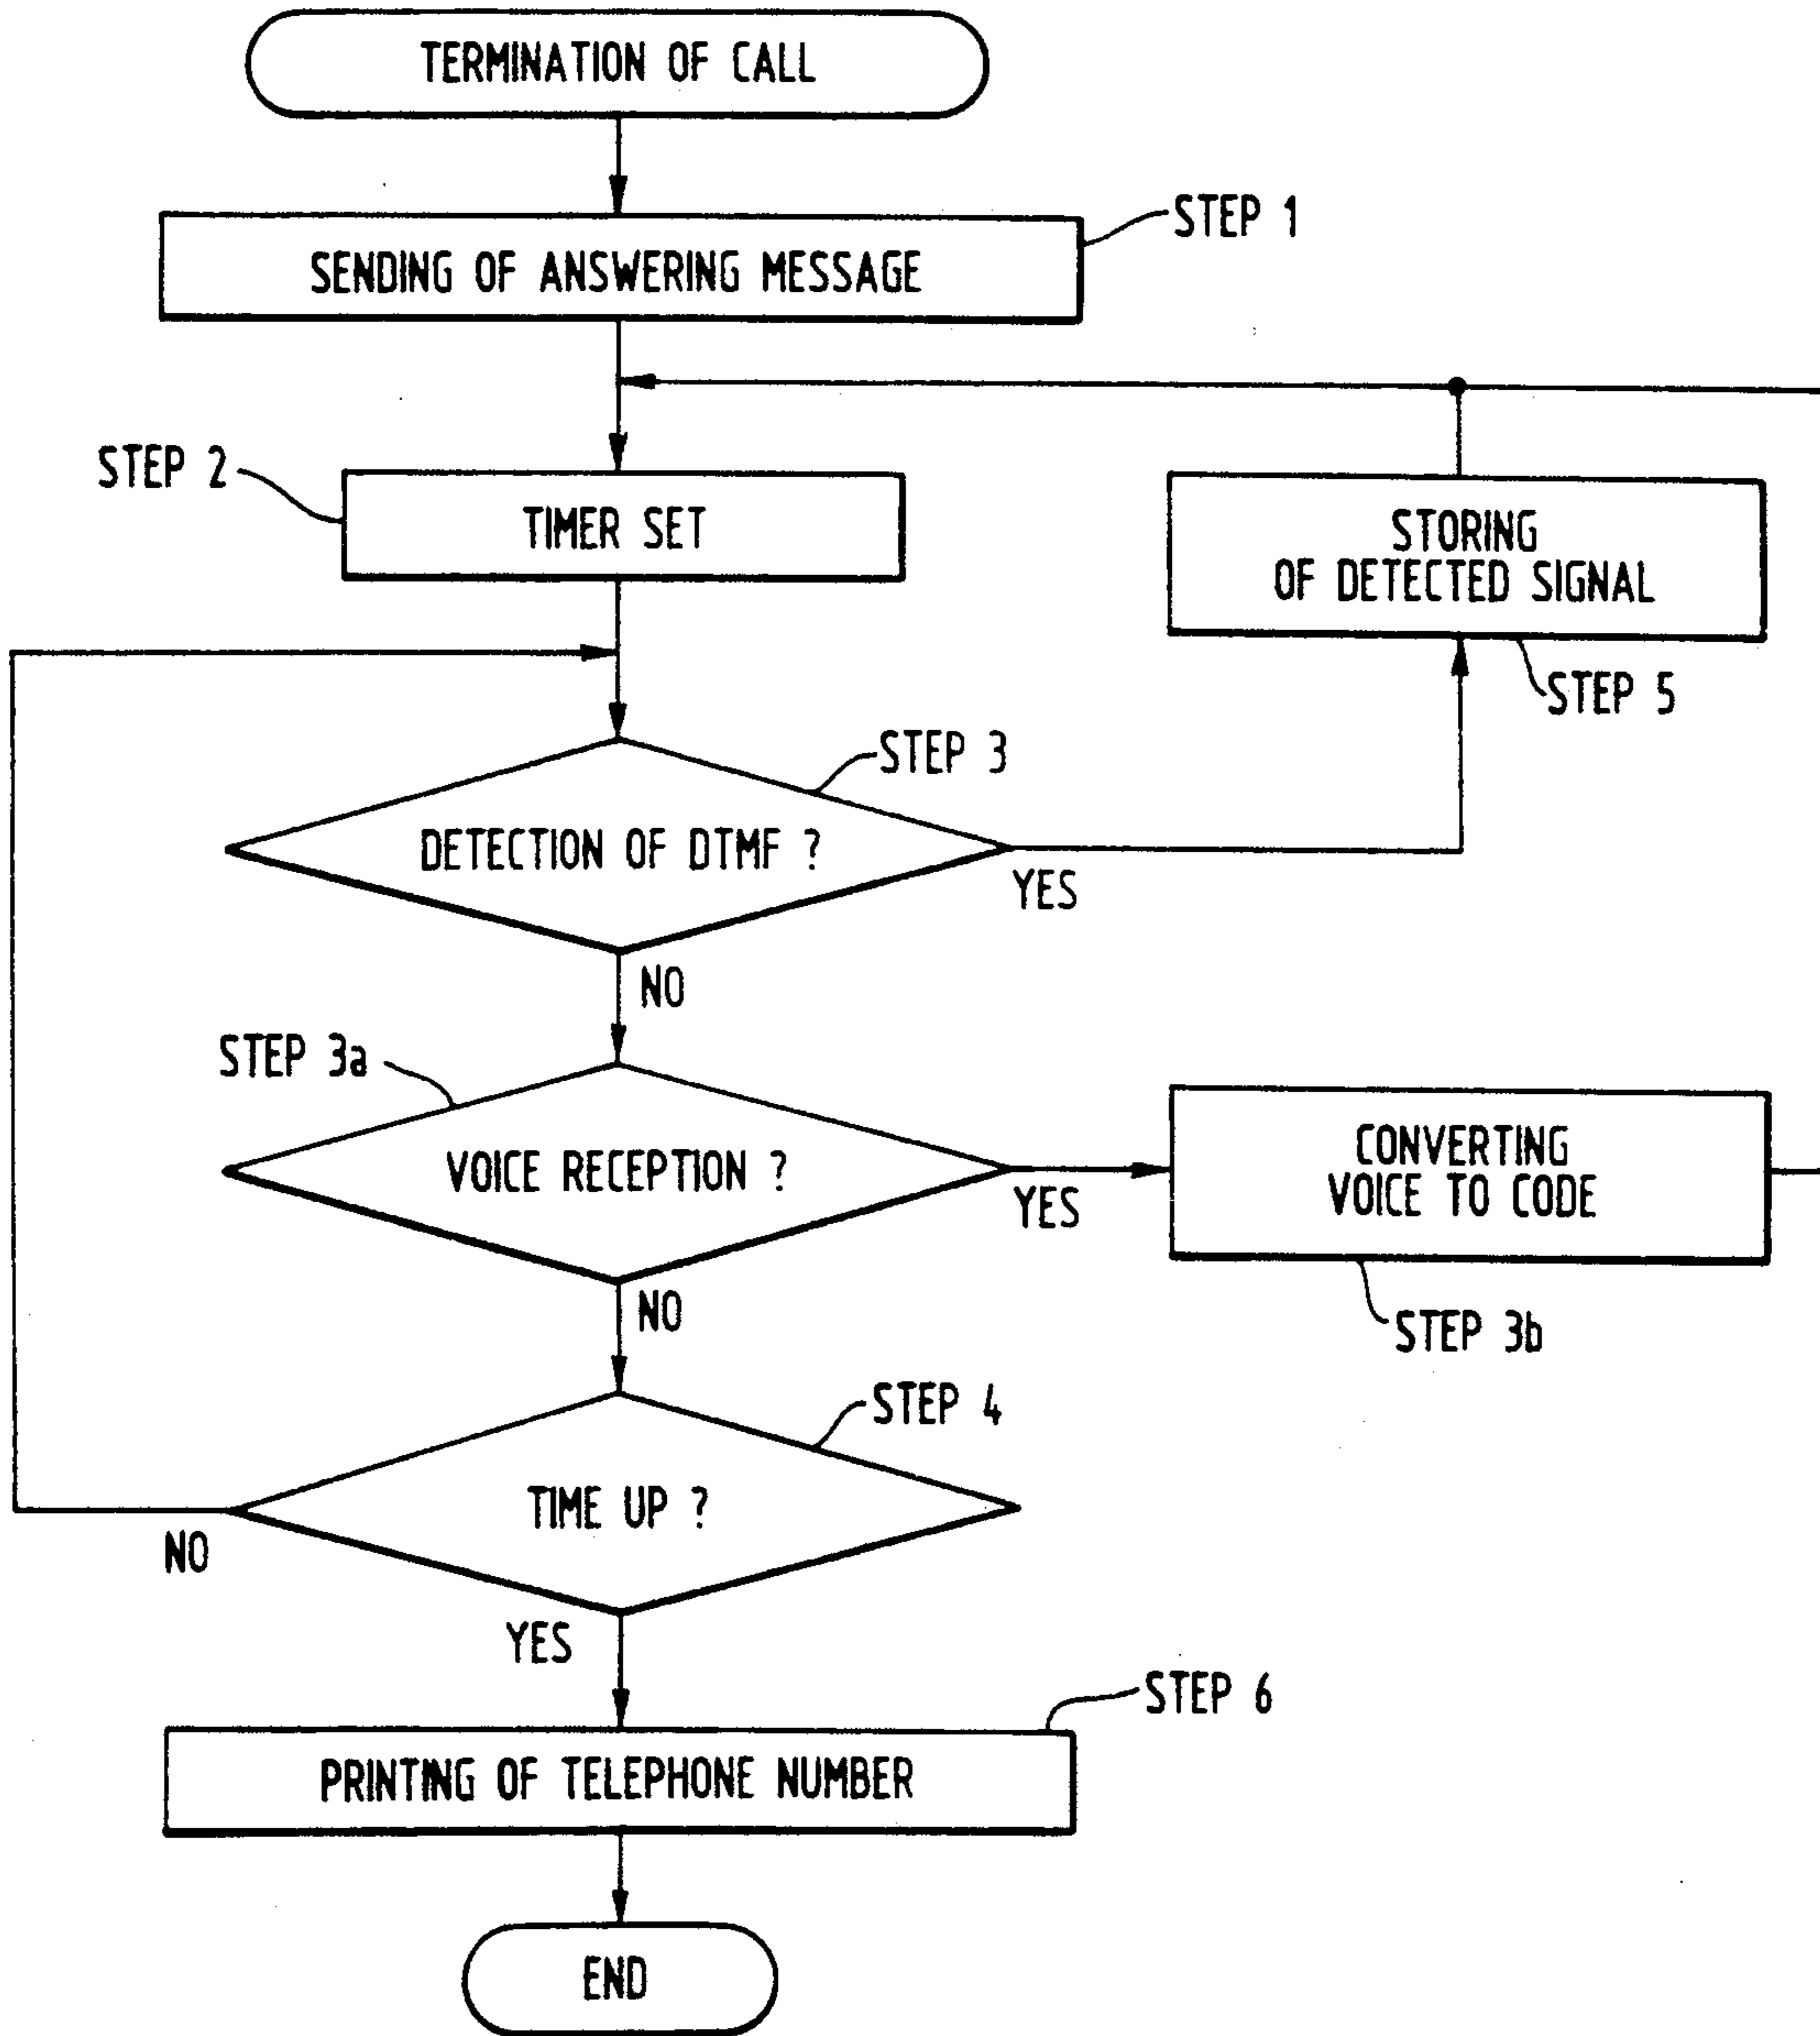 TERMINATION OF CALL
STEP 1
SENDING OF ANSWERING MESSAGE
STEP 2
TIMER SET
STORING
OF DETECTED SIGNAL
STEP 5
STEP 3
DETECTION OF DTMF ?
YES
NO
STEP 3a
VOICE RECEPTION ?
YES
CONVERTING
VOICE TO CODE
NO
STEP 3b
STEP 4
TIME UP ?
NO
YES
STEP 6
PRINTING OF TELEPHONE NUMBER
END